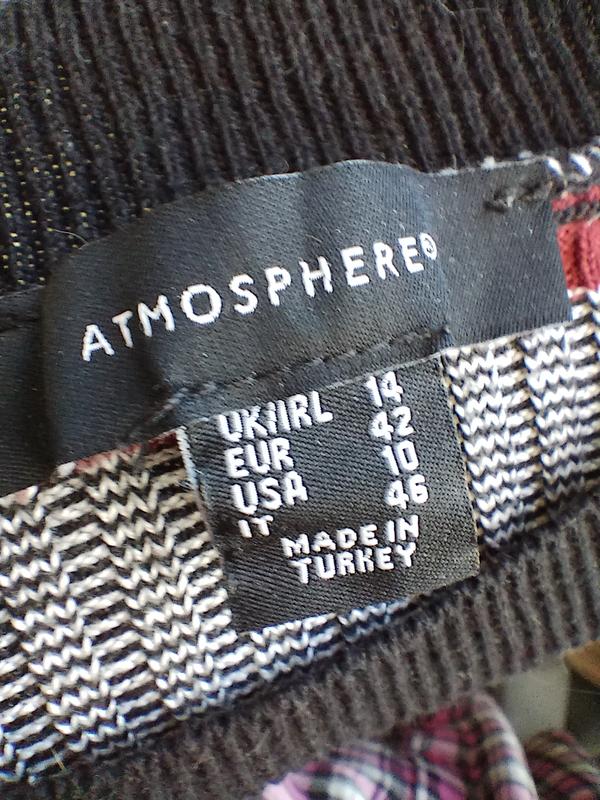 ATMOSPHERE®
UK/IRL 14
EUR 42
USA 10
IT 46
MADE IN
TURKEY